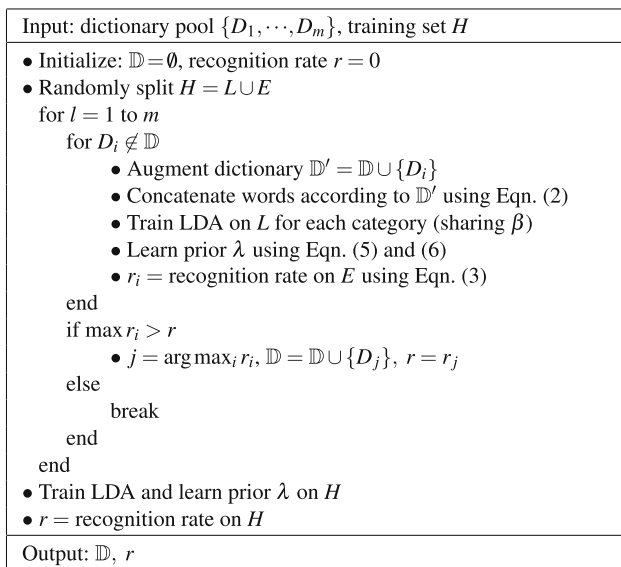 Input: dictionary pool {D₁,···,Dₘ}, training set H
• Initialize: 𝔻=∅, recognition rate r = 0
• Randomly split H = L∪E
for l = 1 to m
for Dᵢ ∉ 𝔻
• Augment dictionary 𝔻′ = 𝔻∪{Dᵢ}
• Concatenate words according to 𝔻′ using Eqn. (2)
• Train LDA on L for each category (sharing β)
• Learn prior λ using Eqn. (5) and (6)
• rᵢ = recognition rate on E using Eqn. (3)
end
if max rᵢ > r
• j = arg maxᵢ rᵢ, 𝔻 = 𝔻∪{Dⱼ}, r = rⱼ
else
break
end
end
• Train LDA and learn prior λ on H
• r = recognition rate on H
Output: 𝔻, r